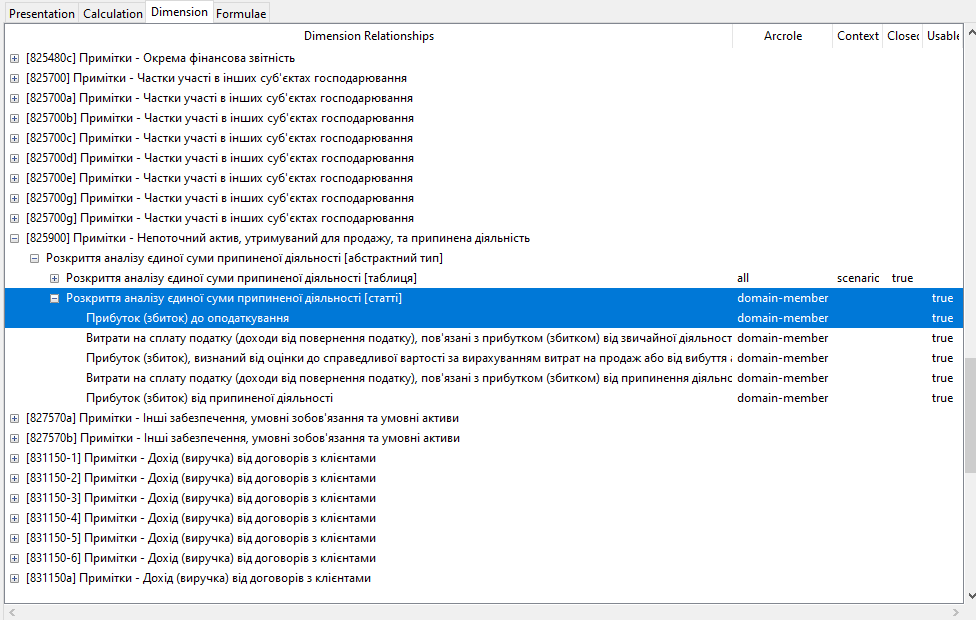 Presentation Calculation Dimension Formulae
Dimension Relationships Arcrole Context Closec Usable
[825480c] Примітки - Окрема фінансова звітність
[825700] Примітки - Частки участі в інших суб'єктах господарювання
[825700a] Примітки - Частки участі в інших суб'єктах господарювання
[825700b] Примітки - Частки участі в інших суб'єктах господарювання
[825700c] Примітки - Частки участі в інших суб'єктах господарювання
[825700d] Примітки - Частки участі в інших суб'єктах господарювання
[825700e] Примітки - Частки участі в інших суб'єктах господарювання
[825700g] Примітки - Частки участі в інших суб'єктах господарювання
[825700g] Примітки - Частки участі в інших суб'єктах господарювання
[825900] Примітки - Непоточний актив, утримуваний для продажу, та припинена діяльність
Розкриття аналізу єдиної суми припиненої діяльності [абстрактний тип]
Розкриття аналізу єдиної суми припиненої діяльності [таблиця] all scenaric true
Розкриття аналізу єдиної суми припиненої діяльності [статті] domain-member true
Прибуток (збиток) до оподаткування domain-member true
Витрати на сплату податку (доходи від повернення податку), пов'язані з прибутком (збитком) від звичайної діяльност domain-member true
Прибуток (збиток), визнаний від оцінки до справедливої вартості за вирахуванням витрат на продаж або від вибуття domain-member true
Витрати на сплату податку (доходи від повернення податку), пов'язані з прибутком (збитком) від припинення діяльнс domain-member true
Прибуток (збиток) від припиненої діяльності domain-member true
[827570a] Примітки - Інші забезпечення, умовні зобов'язання та умовні активи
[827570b] Примітки - Інші забезпечення, умовні зобов'язання та умовні активи
[831150-1] Примітки - Дохід (виручка) від договорів з клієнтами
[831150-2] Примітки - Дохід (виручка) від договорів з клієнтами
[831150-3] Примітки - Дохід (виручка) від договорів з клієнтами
[831150-4] Примітки - Дохід (виручка) від договорів з клієнтами
[831150-5] Примітки - Дохід (виручка) від договорів з клієнтами
[831150-6] Примітки - Дохід (виручка) від договорів з клієнтами
[831150a] Примітки - Дохід (виручка) від договорів з клієнтами